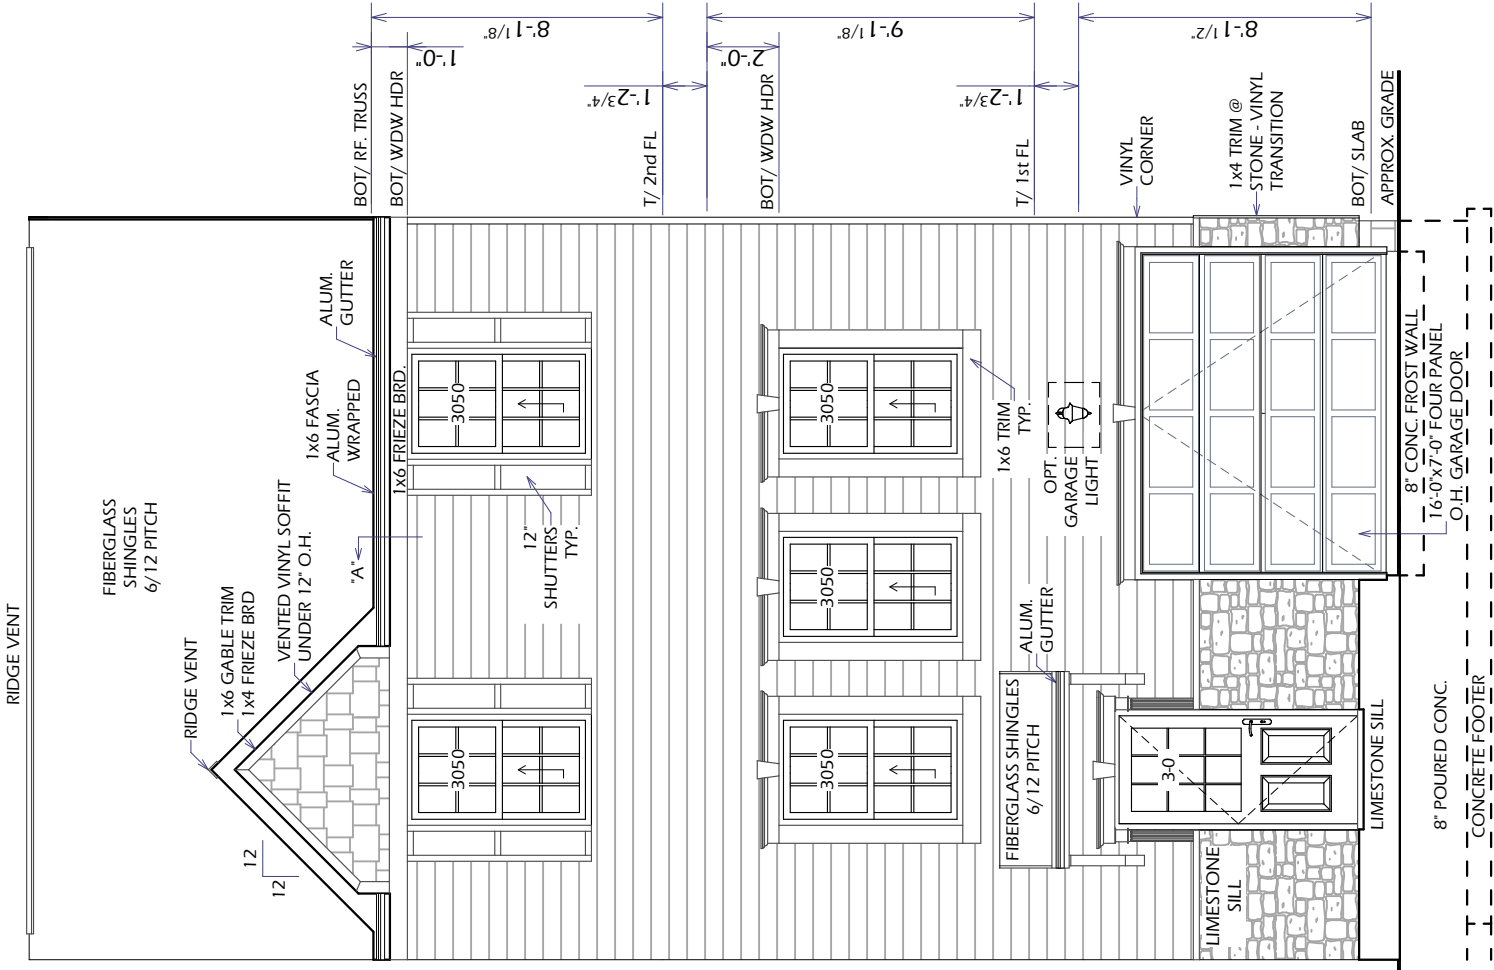 RIDGE VENT
FIBERGLASS
SHINGLES
6/12 PITCH
RIDGE VENT
1x6 GABLE TRIM
1x4 FRIEZE BRD
VENTED VINYL SOFFIT
UNDER 12" O.H.
12
12
1x6 FASCIA
ALUM.
WRAPPED
ALUM.
GUTTER
"A"
1x6 FRIEZE BRD.
BOT/ RF. TRUSS
BOT/ WDW HDR
1'-0"
8'-1 1/8"
3050
3050
12"
SHUTTERS
TYP.
T/ 2nd FL
1'-2 3/4"
BOT/ WDW HDR
2'-0"
9'-1 1/8"
3050
3050
3050
1x6 TRIM
TYP.
T/ 1st FL
1'-2 3/4"
OPT.
GARAGE
LIGHT
FIBERGLASS SHINGLES
6/12 PITCH
ALUM.
GUTTER
VINYL
CORNER
8'-1 1/2"
1x4 TRIM @
STONE - VINYL
TRANSITION
3-0
LIMESTONE
SILL
LIMESTONE SILL
BOT/ SLAB
APPROX. GRADE
8" CONC. FROST WALL
16'-0"x7'-0" FOUR PANEL
O.H. GARAGE DOOR
8" POURED CONC.
CONCRETE FOOTER